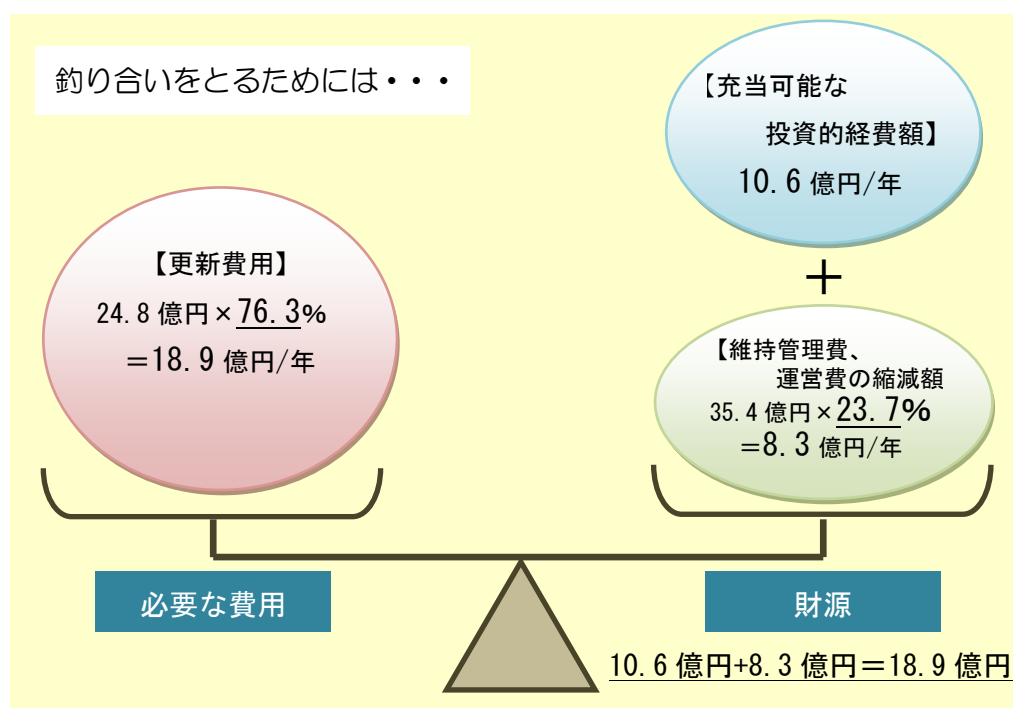 釣り合いをとるためには・・・
【充当可能な
投資的経費額】
10.6 億円/年
＋
【更新費用】
24.8 億円×76.3%
＝18.9 億円/年
【維持管理費、
運営費の縮減額
35.4 億円×23.7%
＝8.3 億円/年
必要な費用
財源
10.6 億円+8.3 億円＝18.9 億円